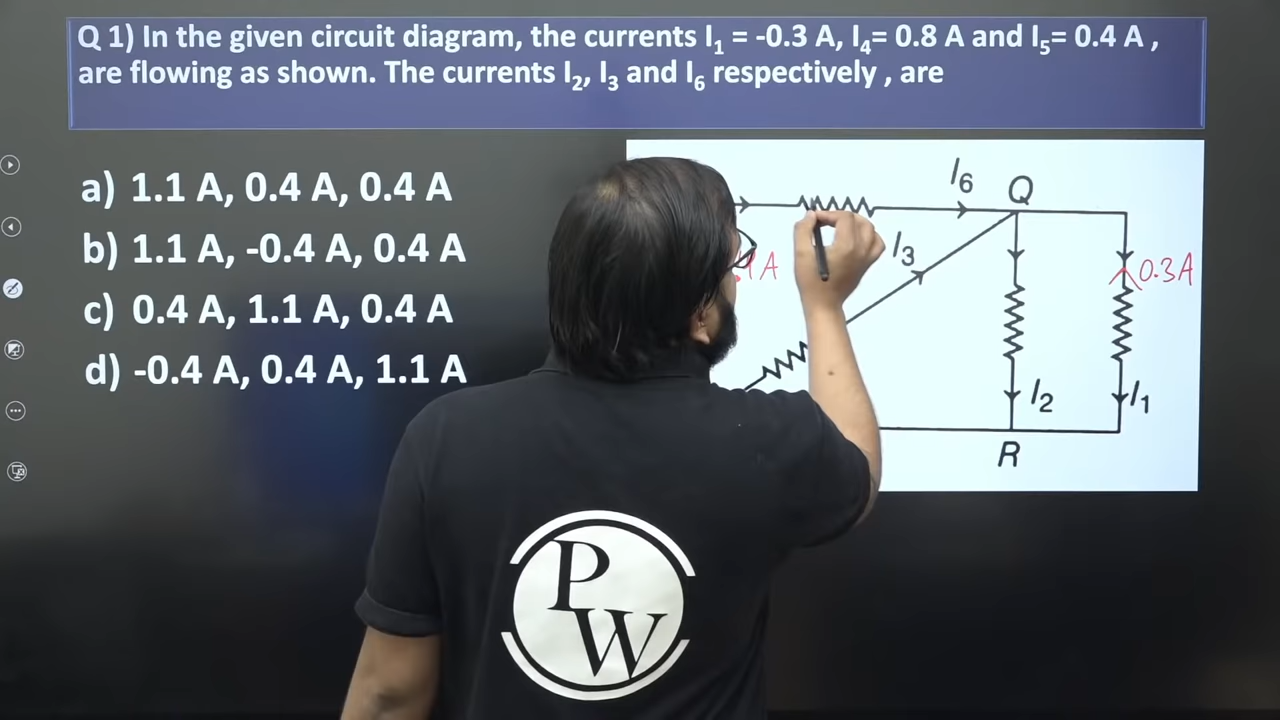 Q 1) In the given circuit diagram, the currents I₁ = -0.3 A, I₄= 0.8 A and I₅= 0.4 A ,
are flowing as shown. The currents I₂, I₃ and I₆ respectively , are
a) 1.1 A, 0.4 A, 0.4 A
b) 1.1 A, -0.4 A, 0.4 A
c) 0.4 A, 1.1 A, 0.4 A
d) -0.4 A, 0.4 A, 1.1 A
I₆ Q
I₃
A 0.3A
I₂ I₁
R
PW